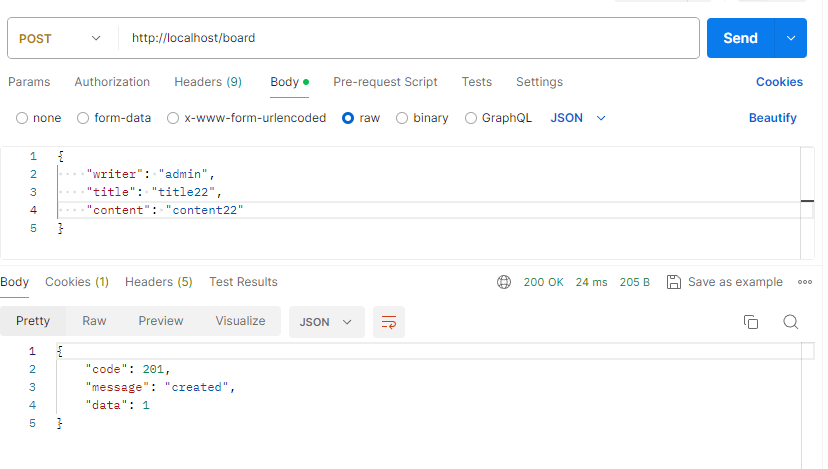 POST http://localhost/board Send
Params Authorization Headers (9) Body Pre-request Script Tests Settings Cookies
none form-data x-www-form-urlencoded raw binary GraphQL JSON Beautify
1 {
2 "writer": "admin",
3 "title": "title22",
4 "content": "content22"
5 }
Body Cookies (1) Headers (5) Test Results 200 OK 24 ms 205 B Save as example
Pretty Raw Preview Visualize JSON
1 {
2 "code": 201,
3 "message": "created",
4 "data": 1
5 }